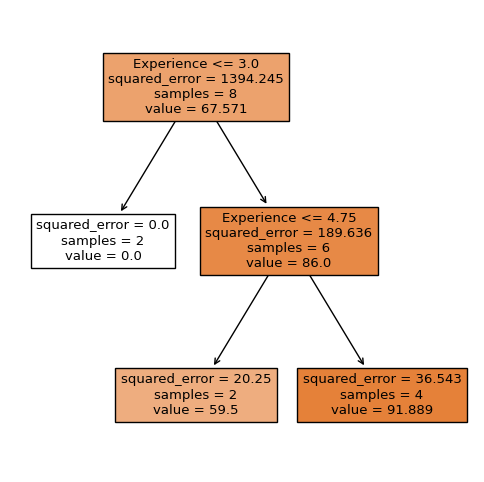 Experience <= 3.0
squared_error = 1394.245
samples = 8
value = 67.571
squared_error = 0.0
samples = 2
value = 0.0
Experience <= 4.75
squared_error = 189.636
samples = 6
value = 86.0
squared_error = 20.25
samples = 2
value = 59.5
squared_error = 36.543
samples = 4
value = 91.889